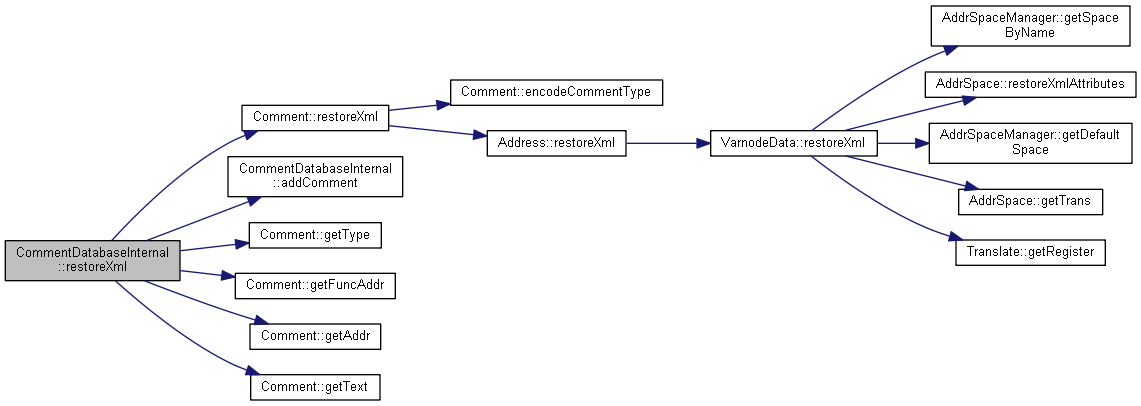 CommentDatabaseInternal
::restoreXml
Comment::restoreXml
CommentDatabaseInternal
::addComment
Comment::getType
Comment::getFuncAddr
Comment::getAddr
Comment::getText
Comment::encodeCommentType
Address::restoreXml
VarnodeData::restoreXml
AddrSpaceManager::getSpace
ByName
AddrSpace::restoreXmlAttributes
AddrSpaceManager::getDefault
Space
AddrSpace::getTrans
Translate::getRegister